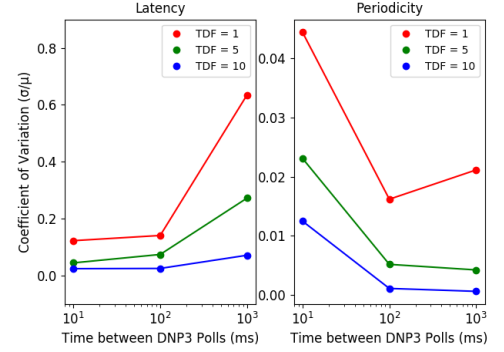 Latency
Periodicity
Coefficient of Variation (σ/μ)
0.8
0.6
0.4
0.2
0.0
TDF = 1
TDF = 5
TDF = 10
10¹
10²
10³
Time between DNP3 Polls (ms)
0.04
0.03
0.02
0.01
0.00
TDF = 1
TDF = 5
TDF = 10
10¹
10²
10³
Time between DNP3 Polls (ms)